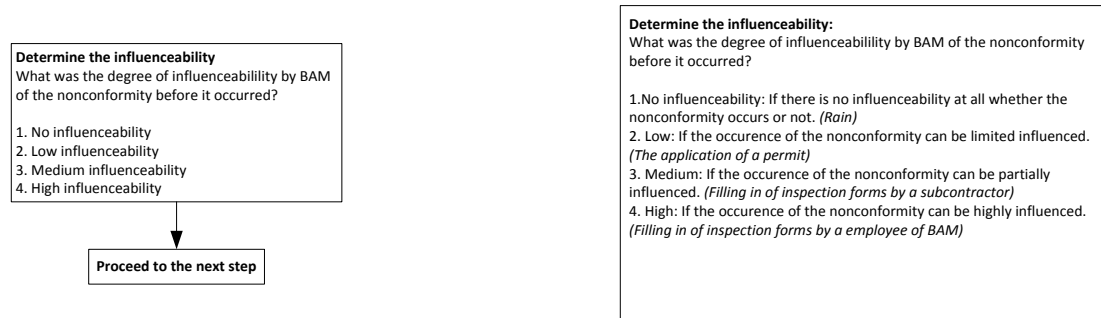 Determine the influenceability
What was the degree of influenceabilility by BAM
of the nonconformity before it occurred?
1. No influenceability
2. Low influenceability
3. Medium influenceability
4. High influenceability
Proceed to the next step
Determine the influenceability:
What was the degree of influenceabilility by BAM of the nonconformity
before it occurred?
1.No influenceability: If there is no influenceability at all whether the
nonconformity occurs or not. (Rain)
2. Low: If the occurence of the nonconformity can be limited influenced.
(The application of a permit)
3. Medium: If the occurence of the nonconformity can be partially
influenced. (Filling in of inspection forms by a subcontractor)
4. High: If the occurence of the nonconformity can be highly influenced.
(Filling in of inspection forms by a employee of BAM)